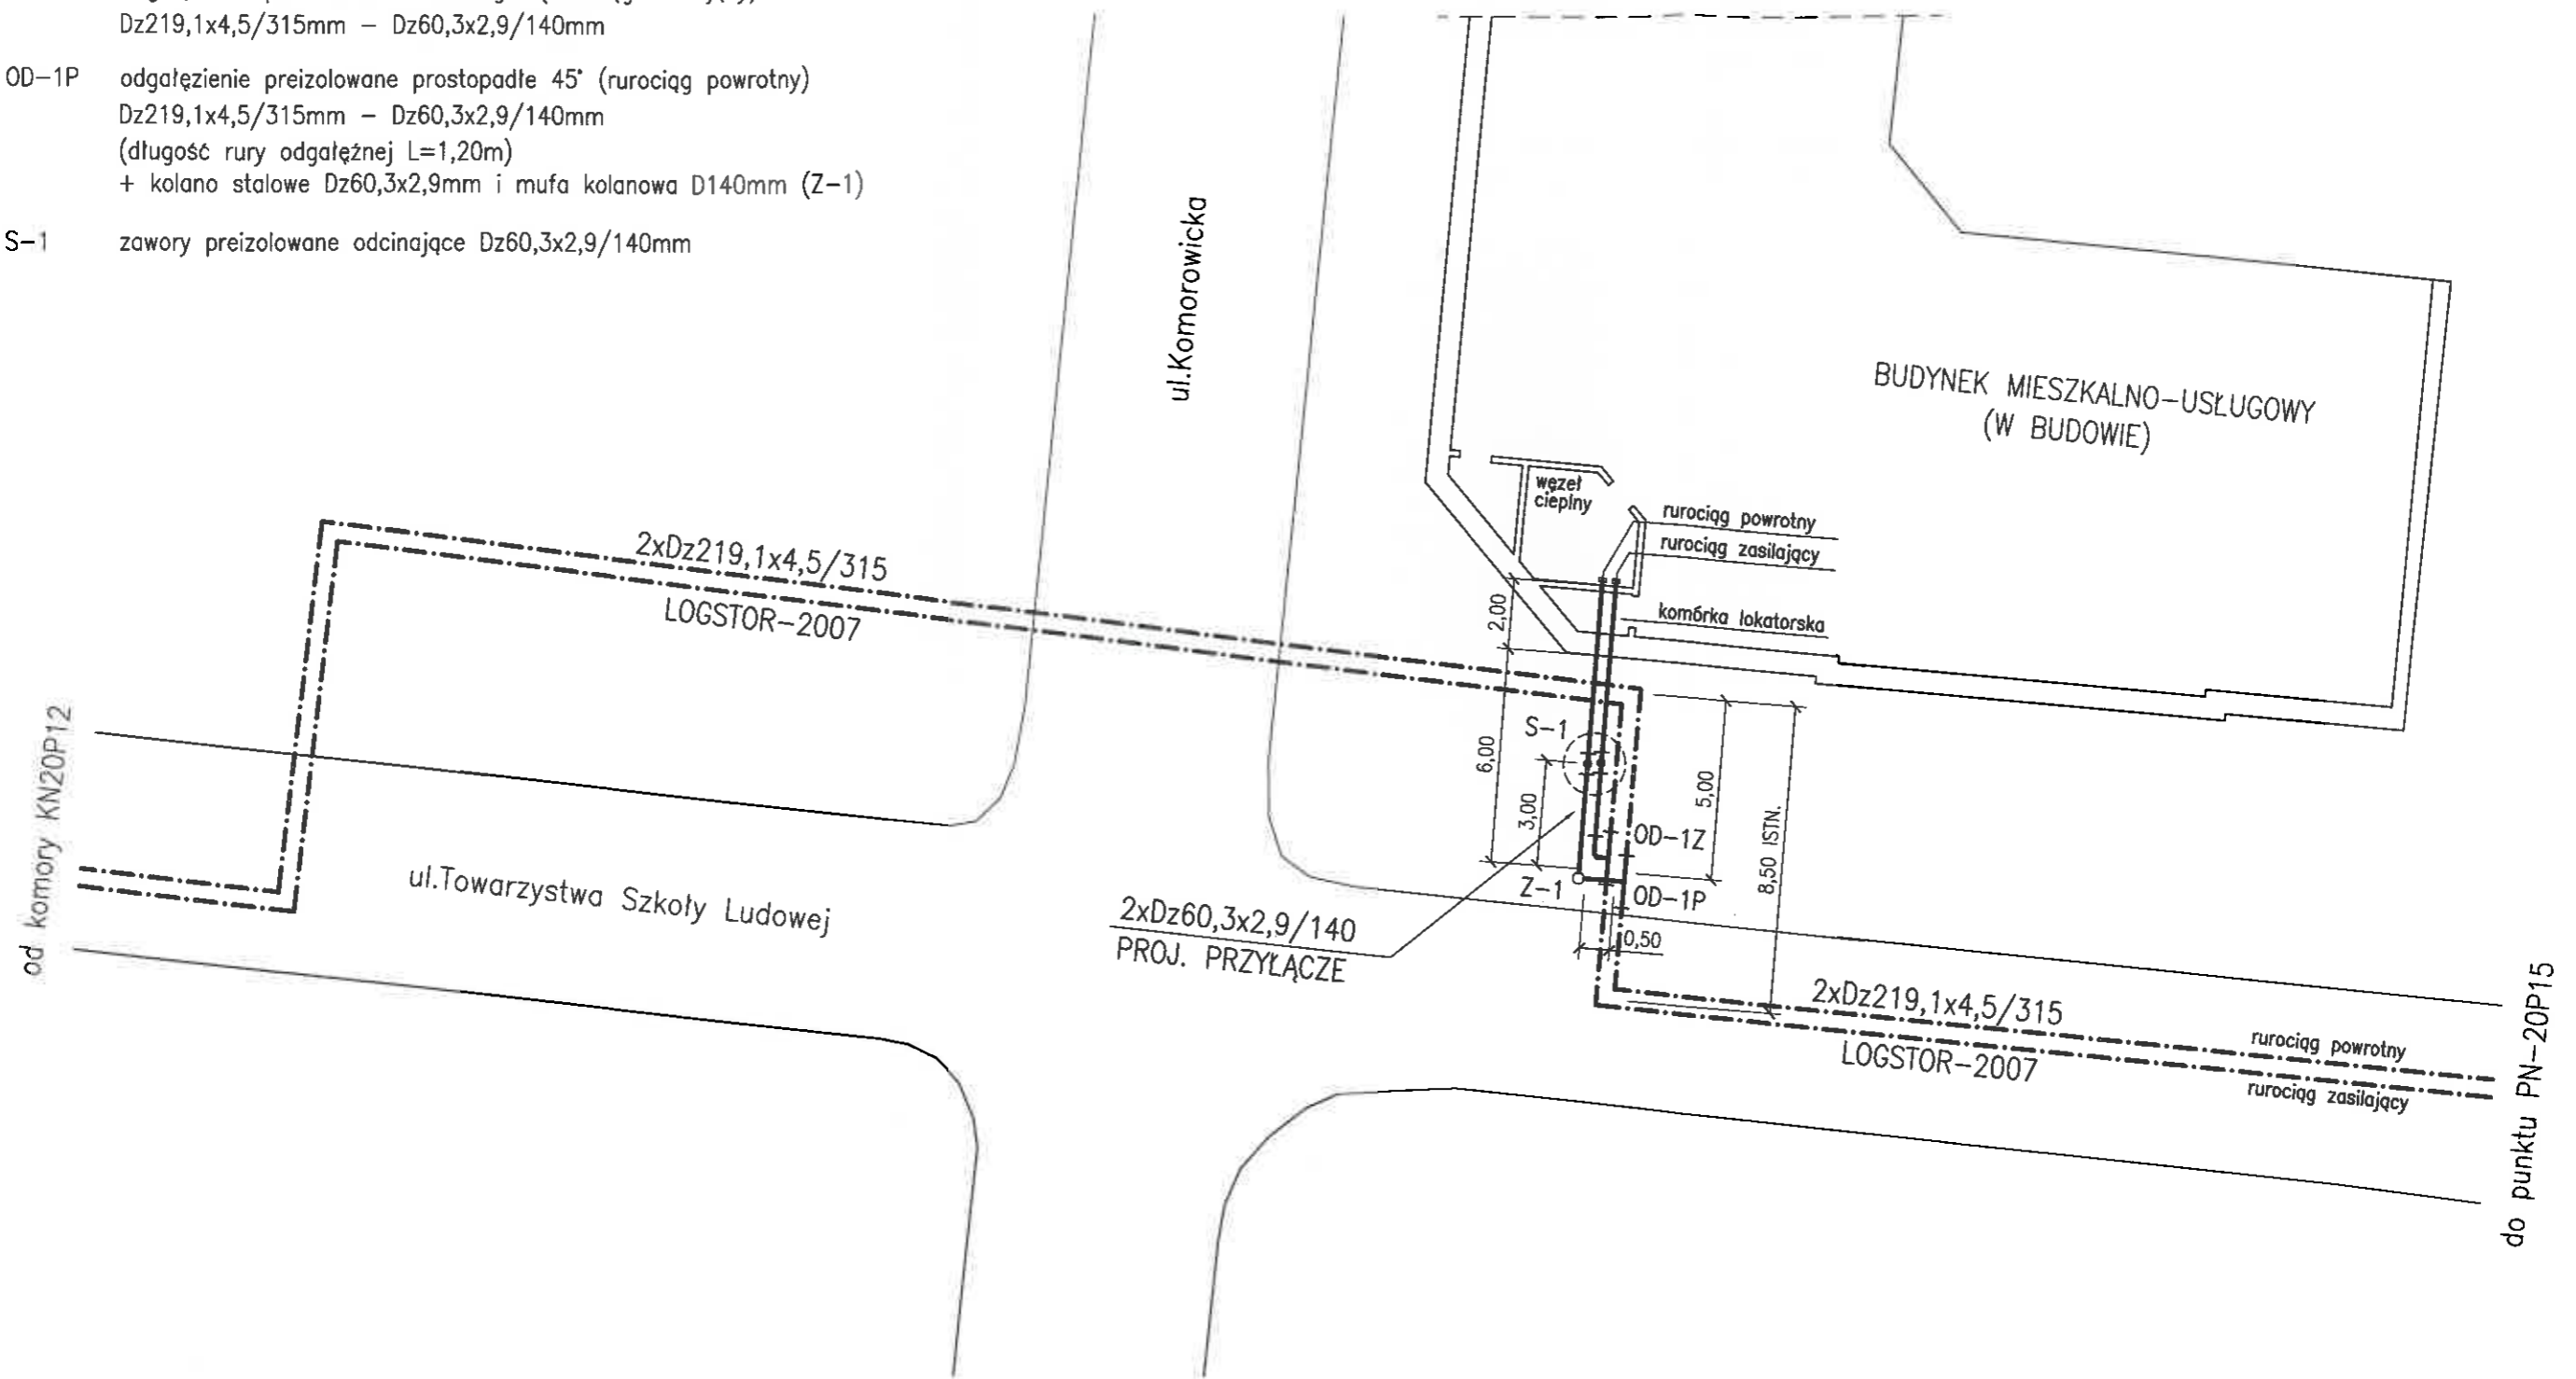 Dz219,1x4,5/315mm – Dz60,3x2,9/140mm
OD-1P odgałęzienie preizolowane prostopadłe 45° (rurociąg powrotny)
Dz219,1x4,5/315mm – Dz60,3x2,9/140mm
(długość rury odgałęźnej L=1,20m)
+ kolano stalowe Dz60,3x2,9mm i mufa kolanowa D140mm (Z-1)
S-1 zawory preizolowane odcinające Dz60,3x2,9/140mm
ul.Komorowicka
BUDYNEK MIESZKALNO-USŁUGOWY
(W BUDOWIE)
węzeł
cieplny
rurociąg powrotny
rurociąg zasilający
komórka lokatorska
2xDz219,1x4,5/315
LOGSTOR-2007
2,00
6,00
3,00
S-1
5,00
8,50 ISTN.
OD-1Z
Z-1
OD-1P
0,50
od komory KN20P12
ul.Towarzystwa Szkoły Ludowej
2xDz60,3x2,9/140
PROJ. PRZYŁĄCZE
2xDz219,1x4,5/315
LOGSTOR-2007
rurociąg powrotny
rurociąg zasilający
do punktu PN-20P15